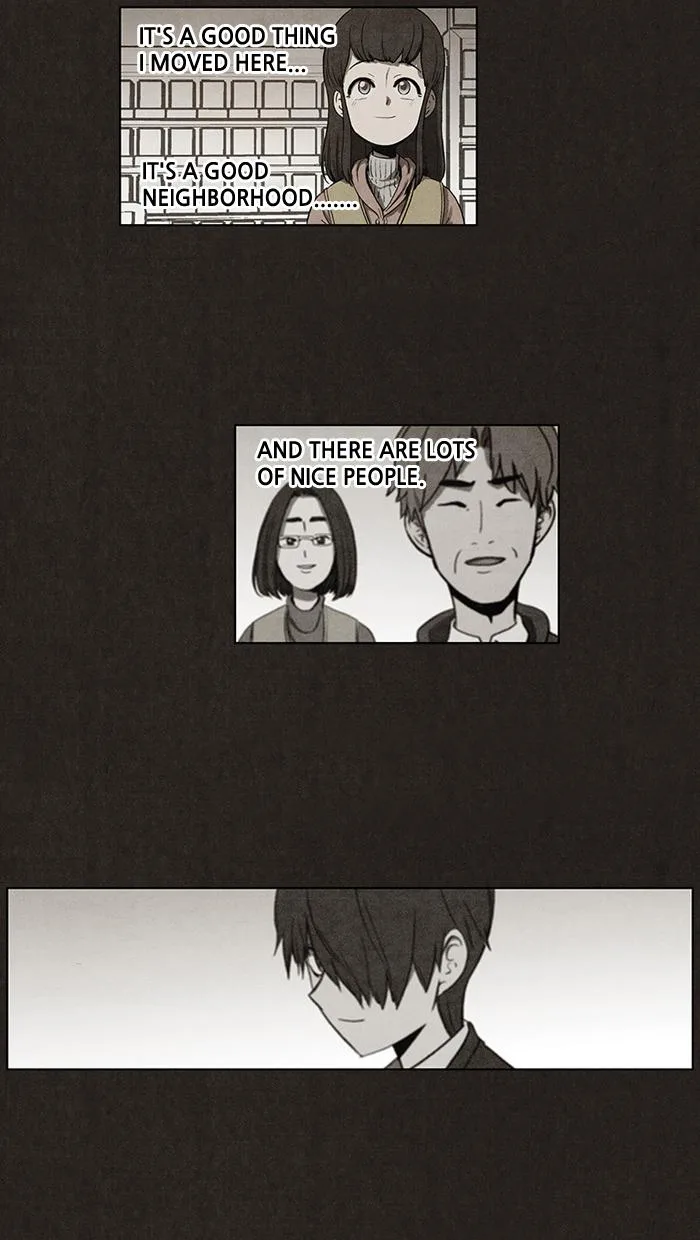 IT'S A GOOD THING
I MOVED HERE...
IT'S A GOOD
NEIGHBORHOOD.......
AND THERE ARE LOTS
OF NICE PEOPLE.